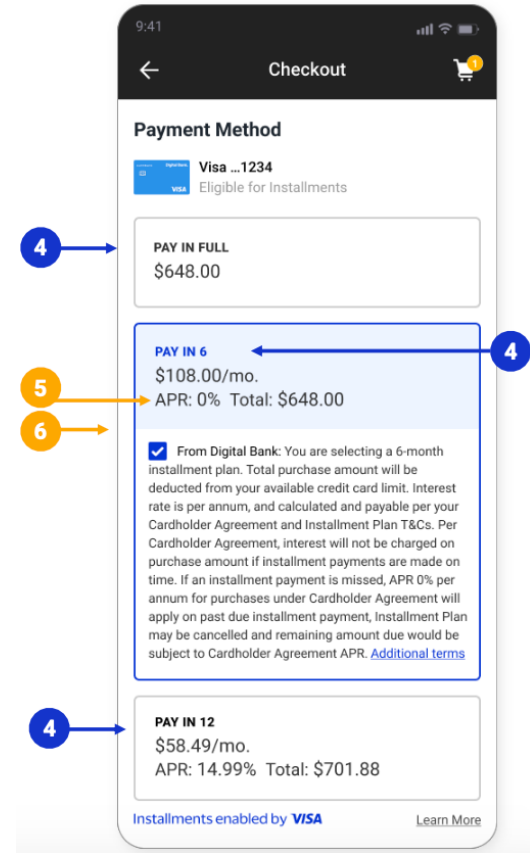 9:41
Checkout
1
Payment Method
Visa ...1234
Eligible for Installments
VISA
4
PAY IN FULL
$648.00
PAY IN 6
4
$108.00/mo.
5
APR: 0% Total: $648.00
6
From Digital Bank: You are selecting a 6-month
installment plan. Total purchase amount will be
deducted from your available credit card limit. Interest
rate is per annum, and calculated and payable per your
Cardholder Agreement and Installment Plan T&Cs. Per
Cardholder Agreement, interest will not be charged on
purchase amount if installment payments are made on
time. If an installment payment is missed, APR 0% per
annum for purchases under Cardholder Agreement will
apply on past due installment payment, Installment Plan
may be cancelled and remaining amount due would be
subject to Cardholder Agreement APR. Additional terms
4
PAY IN 12
$58.49/mo.
APR: 14.99% Total: $701.88
Installments enabled by VISA
Learn More